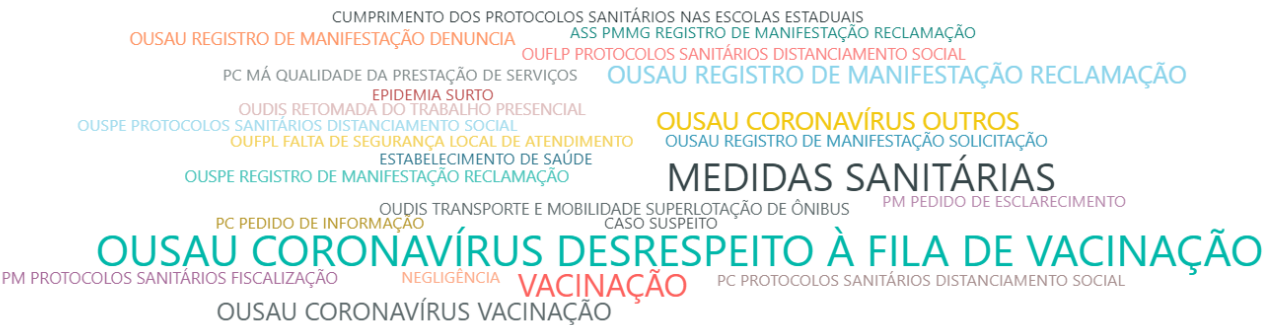 CUMPRIMENTO DOS PROTOCOLOS SANITÁRIOS NAS ESCOLAS ESTADUAIS
ASS PMMG REGISTRO DE MANIFESTAÇÃO RECLAMAÇÃO
OUSAU REGISTRO DE MANIFESTAÇÃO DENUNCIA
OUFLP PROTOCOLOS SANITÁRIOS DISTANCIAMENTO SOCIAL
PC MÁ QUALIDADE DA PRESTAÇÃO DE SERVIÇOS
OUSAU REGISTRO DE MANIFESTAÇÃO RECLAMAÇÃO
EPIDEMIA SURTO
OUDIS RETOMADA DO TRABALHO PRESENCIAL
OUSPE PROTOCOLOS SANITÁRIOS DISTANCIAMENTO SOCIAL
OUSAU CORONAVÍRUS OUTROS
OUFPL FALTA DE SEGURANÇA LOCAL DE ATENDIMENTO
OUSAU REGISTRO DE MANIFESTAÇÃO SOLICITAÇÃO
ESTABELECIMENTO DE SAÚDE
OUSPE REGISTRO DE MANIFESTAÇÃO RECLAMAÇÃO
MEDIDAS SANITÁRIAS
PM PEDIDO DE ESCLARECIMENTO
OUDIS TRANSPORTE E MOBILIDADE SUPERLOTAÇÃO DE ÔNIBUS
PC PEDIDO DE INFORMAÇÃO
CASO SUSPEITO
OUSAU CORONAVÍRUS DESRESPEITO À FILA DE VACINAÇÃO
PM PROTOCOLOS SANITÁRIOS FISCALIZAÇÃO
NEGLIGÊNCIA
VACINAÇÃO
PC PROTOCOLOS SANITÁRIOS DISTANCIAMENTO SOCIAL
OUSAU CORONAVÍRUS VACINAÇÃO